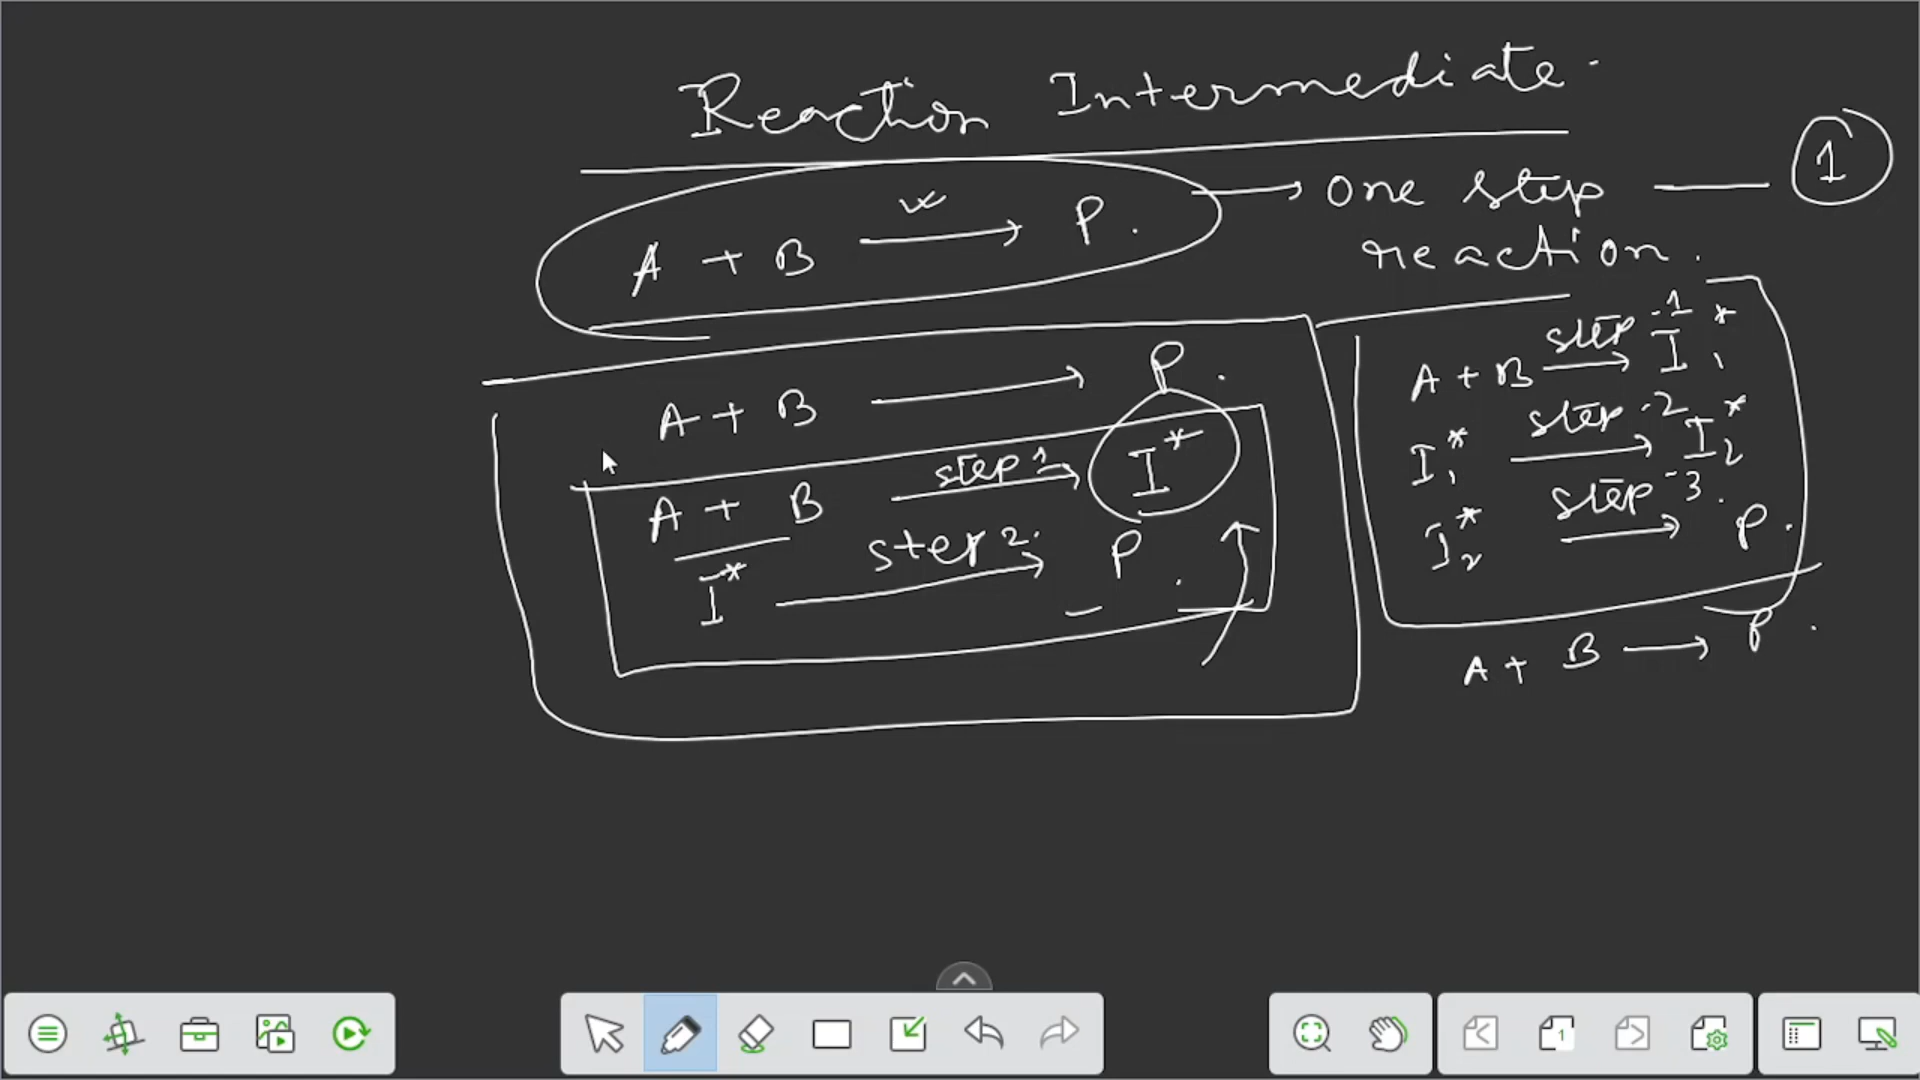 Reaction Intermediate.
A + B → P. → one step — 1
reaction.
A + B → P.
A + B step 1 → I*
I* step 2. → P.
A + B step-1 → I₁*
I₁* step-2 → I₂*
I₂* step-3. → P.
A + B → P.
1